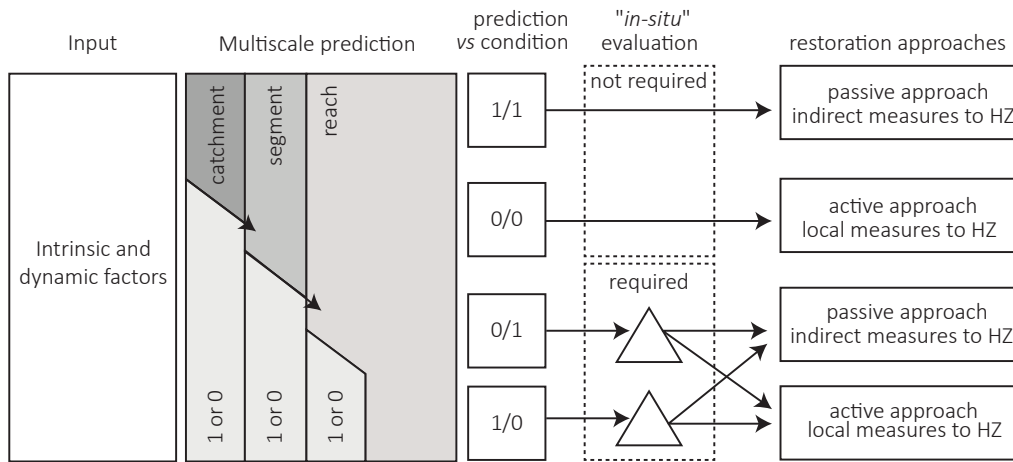 Input
Multiscale prediction
prediction
vs condition
"in-situ"
evaluation
restoration approaches
Intrinsic and
dynamic factors
catchment
segment
reach
1 or 0
1 or 0
1 or 0
1/1
not required
passive approach
indirect measures to HZ
0/0
active approach
local measures to HZ
required
0/1
passive approach
indirect measures to HZ
1/0
active approach
local measures to HZ